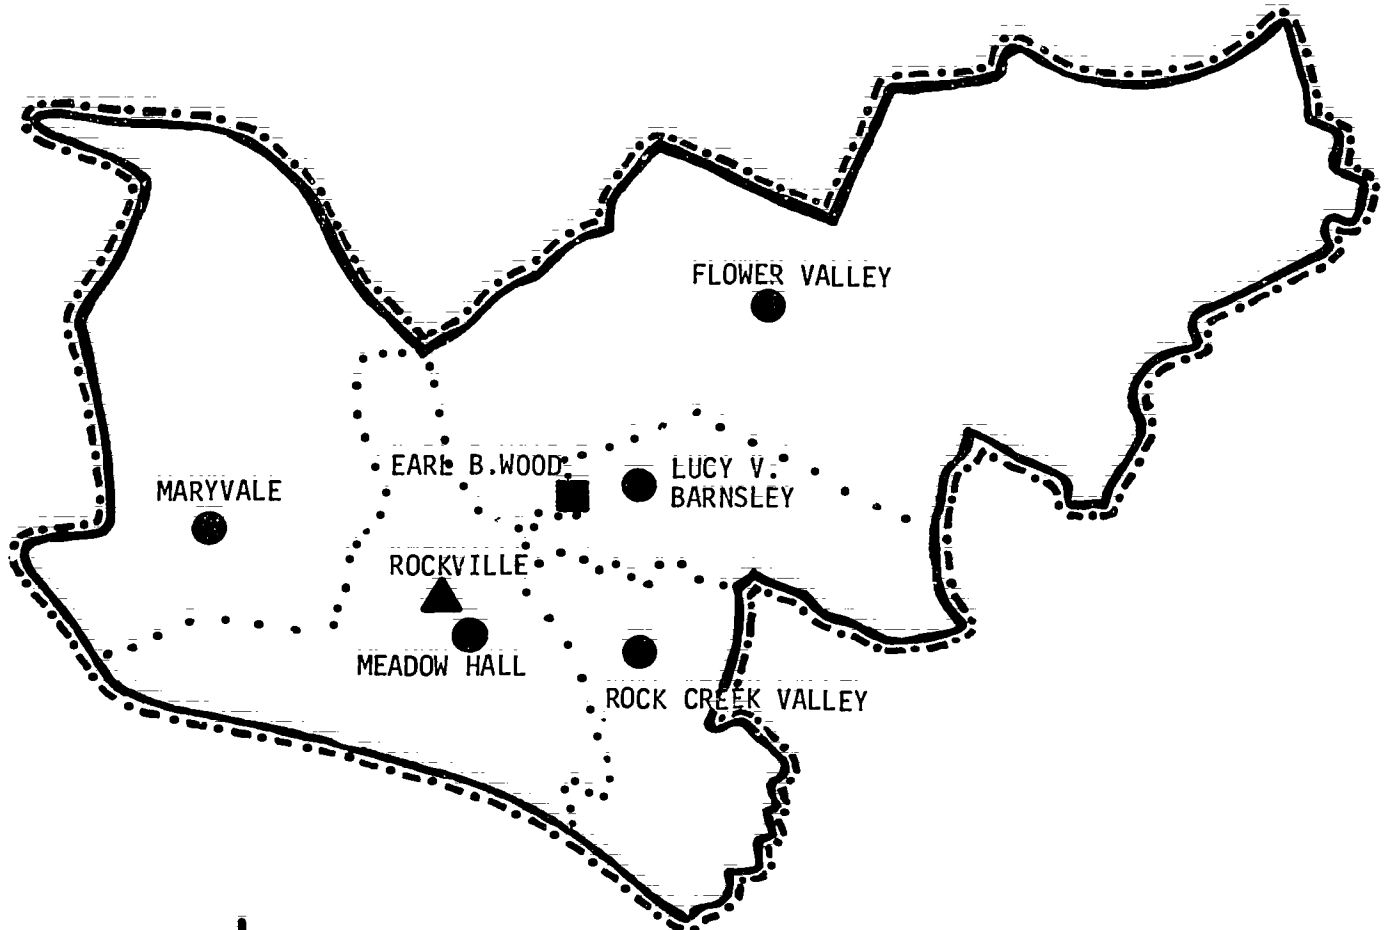 FLOWER VALLEY
EARL B.WOOD
LUCY V.
BARNSLEY
MARYVALE
ROCKVILLE
MEADOW HALL
ROCK CREEK VALLEY